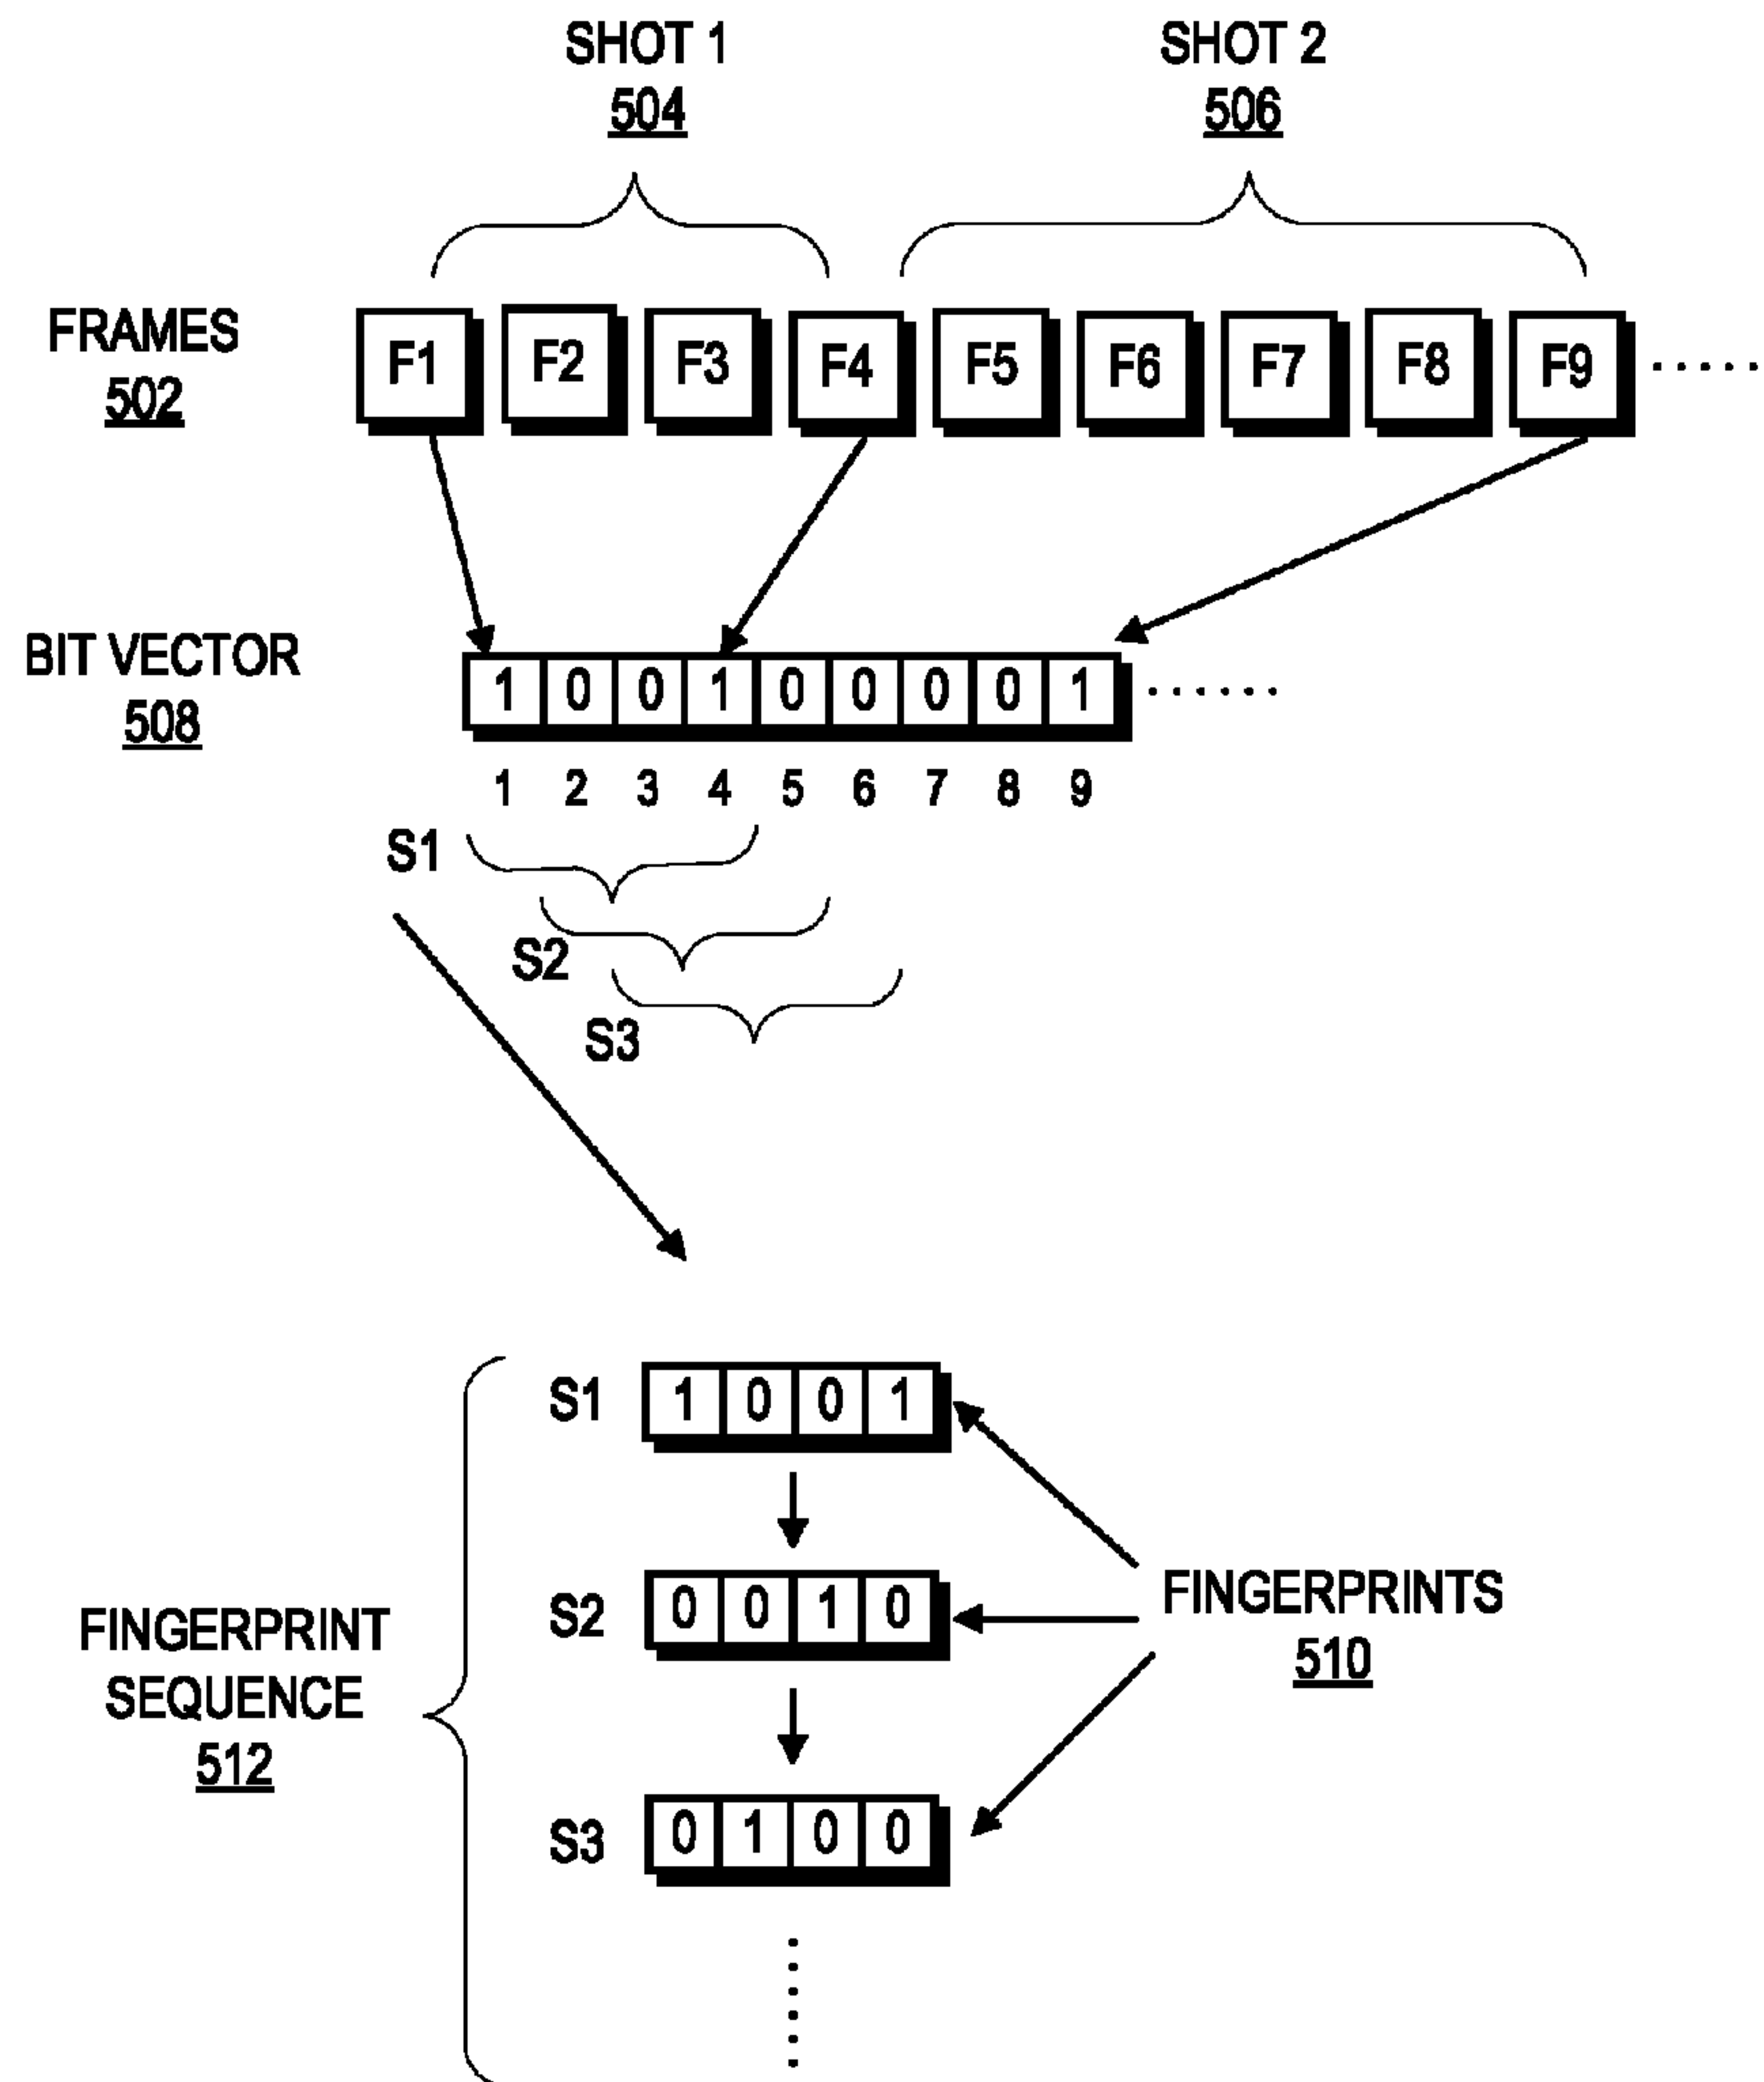 SHOT 1 SHOT 2
504 506
FRAMES
502
F1 F2 F3 F4 F5 F6 F7 F8 F9 .....
BIT VECTOR
508
1 0 0 1 0 0 0 0 1 ......
1 2 3 4 5 6 7 8 9
S1
S2
S3
S1 1 0 0 1
S2 0 0 1 0
S3 0 1 0 0
FINGERPRINT
SEQUENCE
512
FINGERPRINTS
510